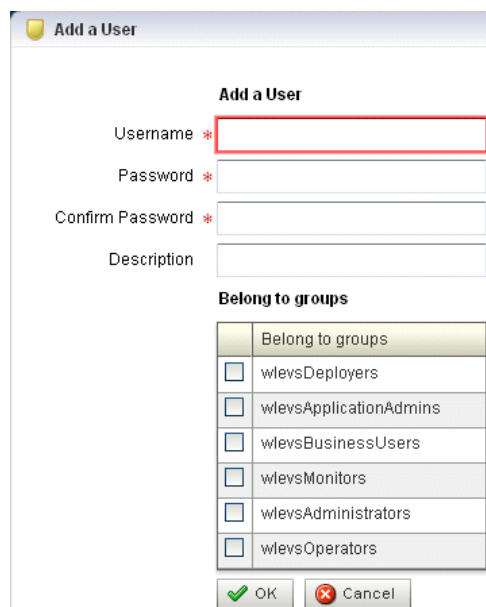 Add a User
Add a User
Username *
Password *
Confirm Password *
Description
Belong to groups
Belong to groups
wlevsDeployers
wlevsApplicationAdmins
wlevsBusinessUsers
wlevsMonitors
wlevsAdministrators
wlevsOperators
OK Cancel